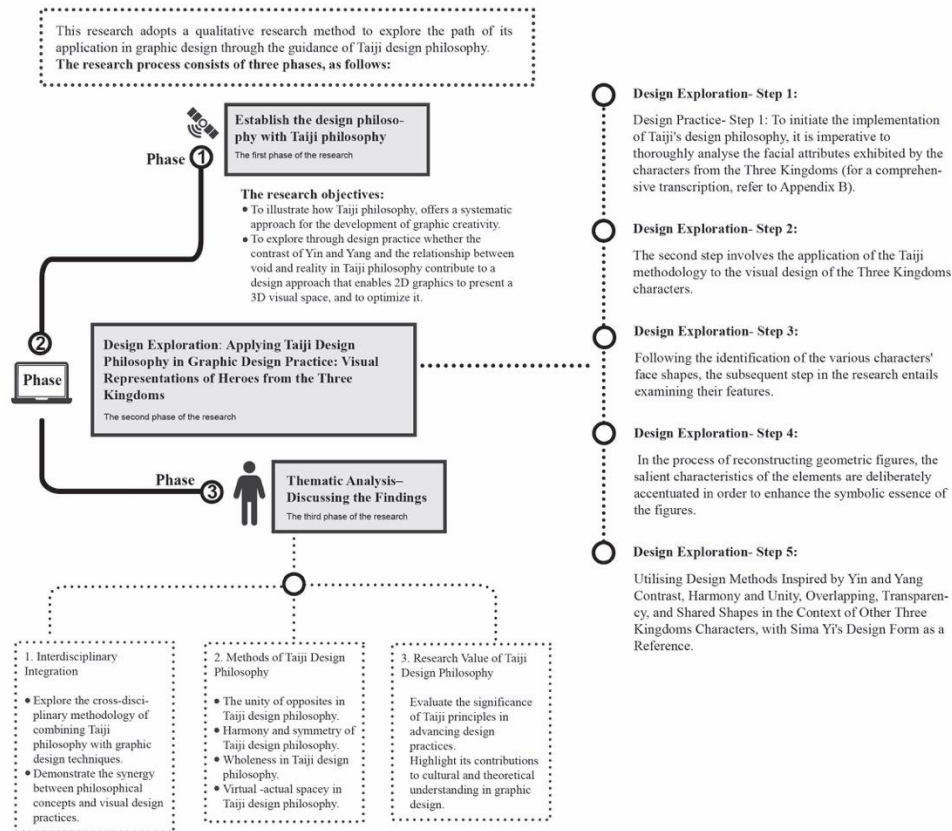 This research adopts a qualitative research method to explore the path of its
application in graphic design through the guidance of Taiji design philosophy.
The research process consists of three phases, as follows:
Phase 1
Establish the design philoso-
phy with Taiji philosophy
The first phase of the research
The research objectives:
● To illustrate how Taiji philosophy, offers a systematic
approach for the development of graphic creativity.
● To explore through design practice whether the
contrast of Yin and Yang and the relationship between
void and reality in Taiji philosophy contribute to a
design approach that enables 2D graphics to present a
3D visual space, and to optimize it.
2
Phase
Design Exploration: Applying Taiji Design
Philosophy in Graphic Design Practice: Visual
Representations of Heroes from the Three
Kingdoms
The second phase of the research
Phase
3
Thematic Analysis–
Discussing the Findings
The third phase of the research
1. Interdisciplinary
Integration
● Explore the cross-disci-
plinary methodology of
combining Taiji
philosophy with graphic
design techniques.
● Demonstrate the synergy
between philosophical
concepts and visual design
practices.
2. Methods of Taiji Design
Philosophy
● The unity of opposites in
Taiji design philosophy.
● Harmony and symmetry of
Taiji design philosophy.
● Wholeness in Taiji design
philosophy.
● Virtual -actual spacey in
Taiji design philosophy.
3. Research Value of Taiji
Design Philosophy
Evaluate the significance
of Taiji principles in
advancing design
practices.
Highlight its contributions
to cultural and theoretical
understanding in graphic
design.
Design Exploration- Step 1:
Design Practice- Step 1: To initiate the implementation
of Taiji's design philosophy, it is imperative to
thoroughly analyse the facial attributes exhibited by the
characters from the Three Kingdoms (for a comprehen-
sive transcription, refer to Appendix B).
Design Exploration- Step 2:
The second step involves the application of the Taiji
methodology to the visual design of the Three Kingdoms
characters.
Design Exploration- Step 3:
Following the identification of the various characters'
face shapes, the subsequent step in the research entails
examining their features.
Design Exploration- Step 4:
In the process of reconstructing geometric figures, the
salient characteristics of the elements are deliberately
accentuated in order to enhance the symbolic essence of
the figures.
Design Exploration- Step 5:
Utilising Design Methods Inspired by Yin and Yang
Contrast, Harmony and Unity, Overlapping, Transparen-
cy, and Shared Shapes in the Context of Other Three
Kingdoms Characters, with Sima Yi's Design Form as a
Reference.